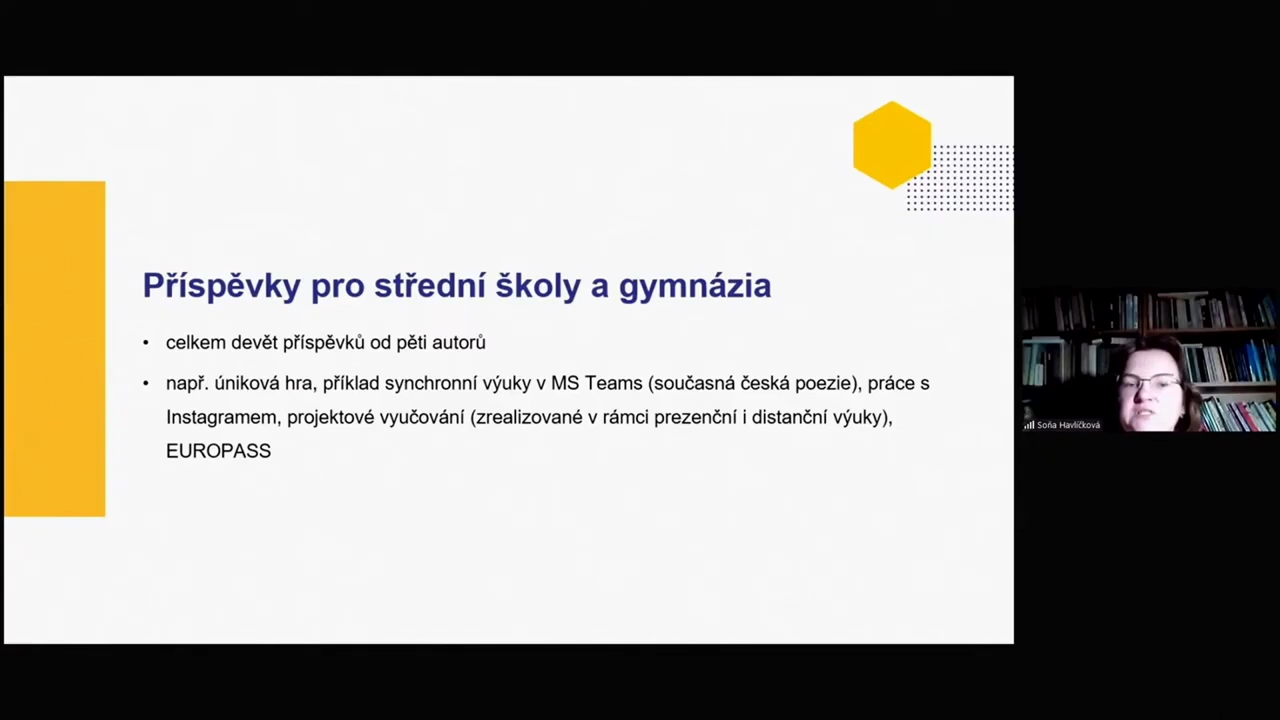 Příspěvky pro střední školy a gymnázia
• celkem devět příspěvků od pěti autorů
• např. úniková hra, příklad synchronní výuky v MS Teams (současná česká poezie), práce s
Instagramem, projektové vyučování (zrealizované v rámci prezenční i distanční výuky),
EUROPASS
Soňa Havlíčková